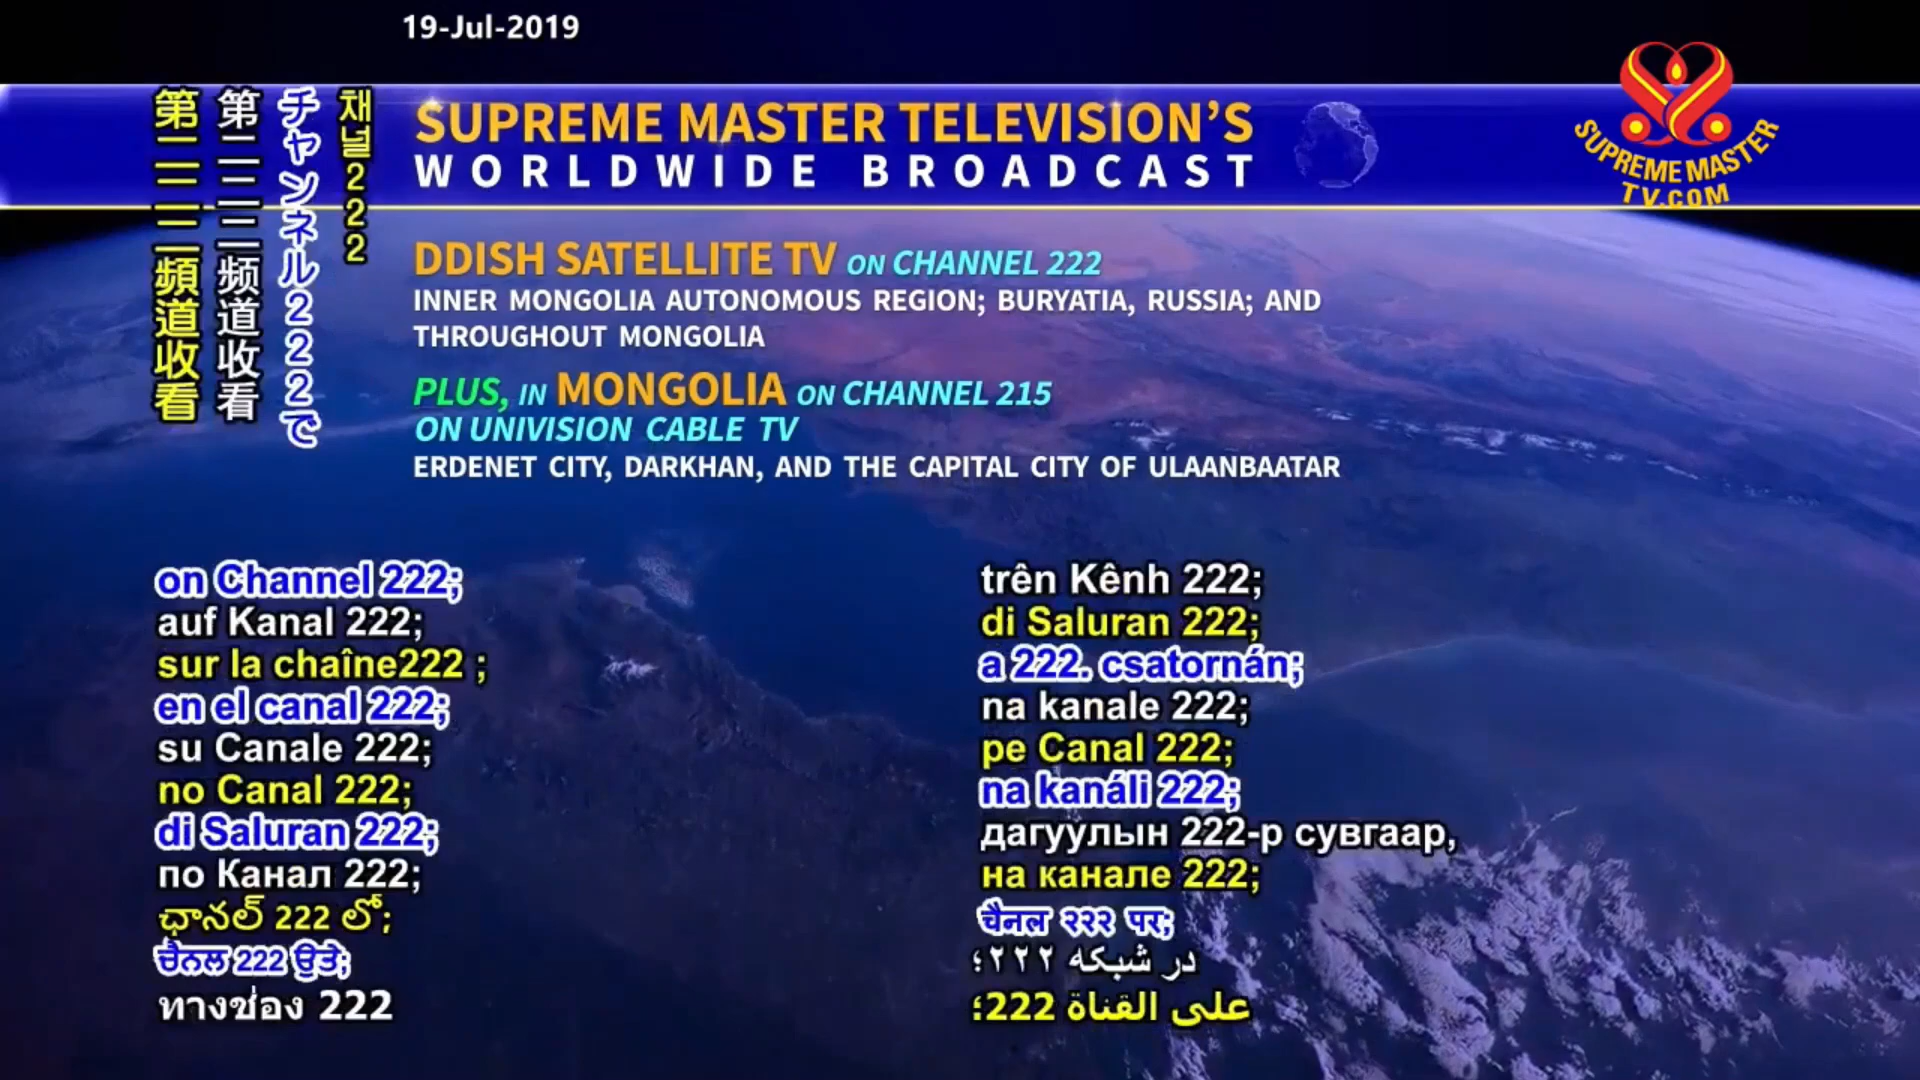 19-Jul-2019
SUPREME MASTER TELEVISION'S
WORLDWIDE BROADCAST
SUPREME MASTER
TV.COM
第二二二頻道收看
第二二二频道收看
チャンネル222で
채널222
DDISH SATELLITE TV ON CHANNEL 222
INNER MONGOLIA AUTONOMOUS REGION; BURYATIA, RUSSIA; AND
THROUGHOUT MONGOLIA
PLUS, IN MONGOLIA ON CHANNEL 215
ON UNIVISION CABLE TV
ERDENET CITY, DARKHAN, AND THE CAPITAL CITY OF ULAANBAATAR
on Channel 222;
auf Kanal 222;
sur la chaîne222 ;
en el canal 222;
su Canale 222;
no Canal 222;
di Saluran 222;
по Канал 222;
ఛానల్ 222 లో;
ਚੈਨਲ 222 ਉਤੇ;
ทางช่อง 222
trên Kênh 222;
di Saluran 222;
a 222. csatornán;
na kanale 222;
pe Canal 222;
na kanáli 222;
дагуулын 222-р сувгаар,
на канале 222;
चैनल २२२ पर;
در شبکه ۲۲۲؛
على القناة 222؛